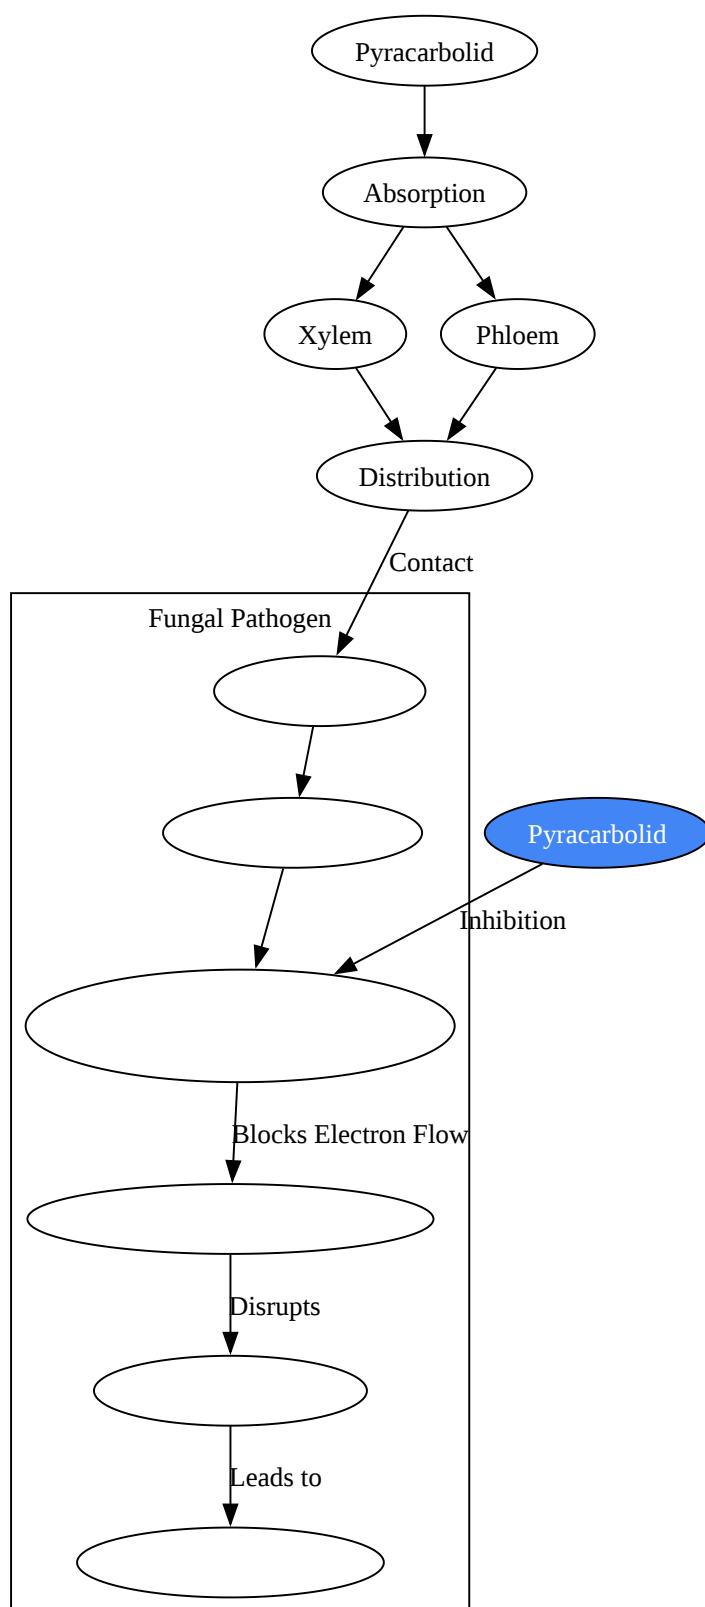 Pyracarbolid
Absorption
Xylem
Phloem
Distribution
Contact
Fungal Pathogen
Pyracarbolid
Inhibition
Blocks Electron Flow
Disrupts
Leads to